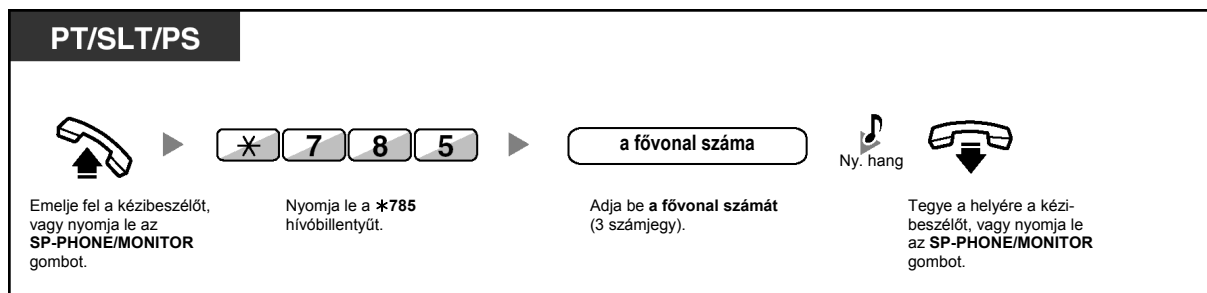 PT/SLT/PS
* 7 8 5
a fővonal száma
Ny. hang
Emelje fel a kézibeszélőt,
vagy nyomja le az
SP-PHONE/MONITOR
gombot.
Nyomja le a *785
hívóbillentyűt.
Adja be a fővonal számát
(3 számjegy).
Tegye a helyére a kézi-
beszélőt, vagy nyomja le
az SP-PHONE/MONITOR
gombot.